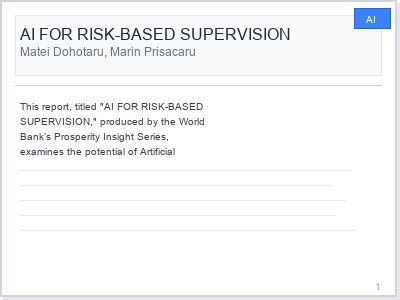 AI
AI FOR RISK-BASED SUPERVISION
Matei Dohotaru, Marin Prisacaru
This report, titled "AI FOR RISK-BASED
SUPERVISION," produced by the World
Bank's Prosperity Insight Series,
examines the potential of Artificial
1